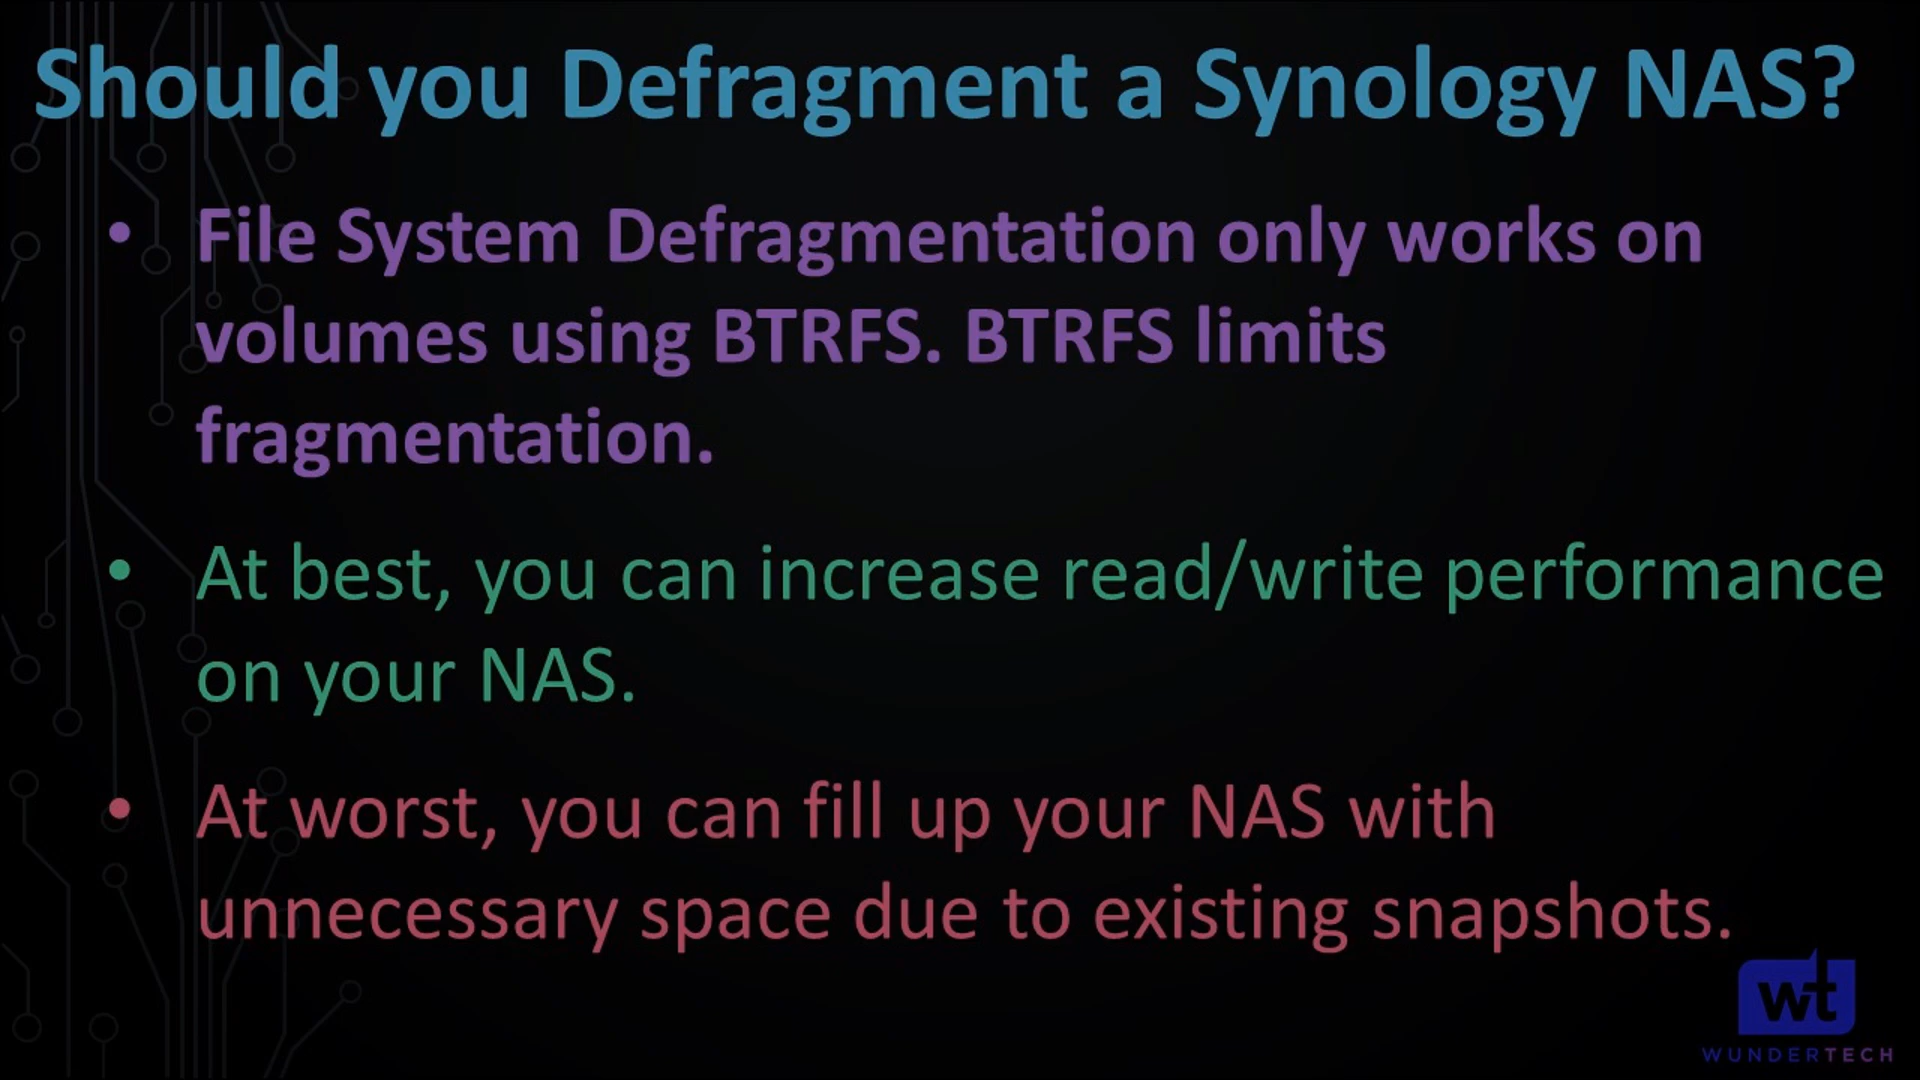 Should you Defragment a Synology NAS?
• File System Defragmentation only works on
volumes using BTRFS. BTRFS limits
fragmentation.
• At best, you can increase read/write performance
on your NAS.
• At worst, you can fill up your NAS with
unnecessary space due to existing snapshots.
wt
WUNDERTECH